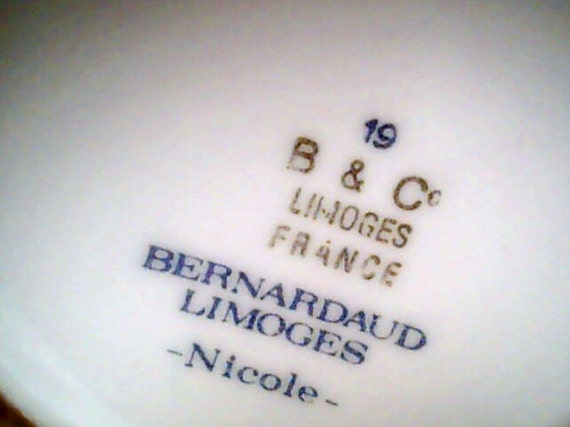 19
B & Co
LIMOGES
FRANCE
BERNARDAUD
LIMOGES
-Nicole-